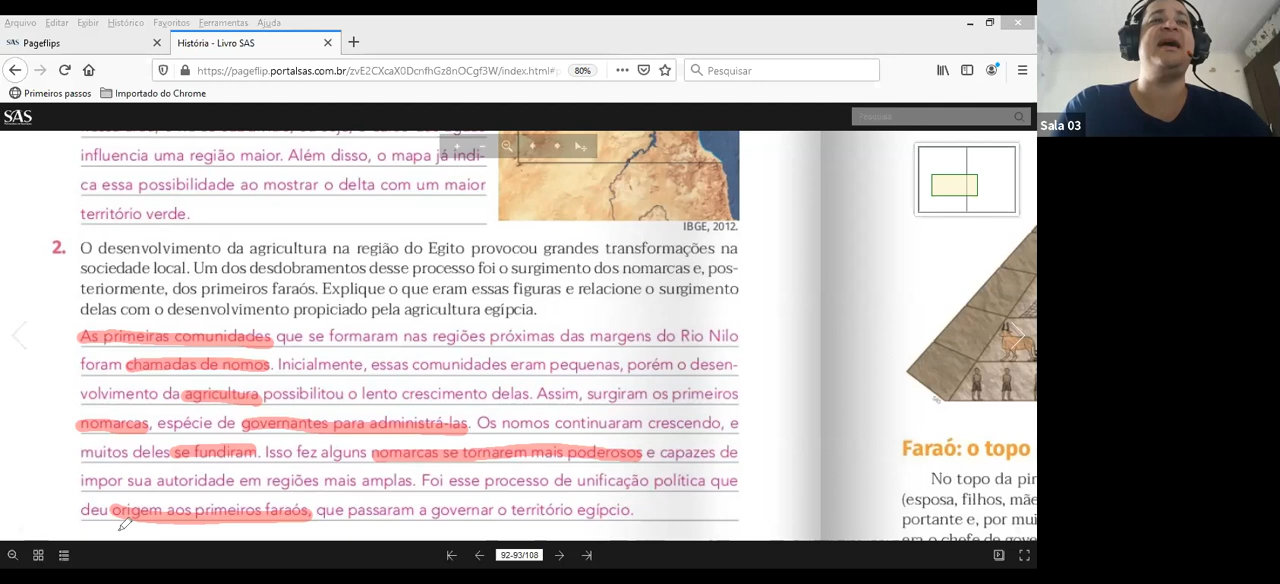 Arquivo Editar Exibir Histórico Favoritos Ferramentas Ajuda
SAS Pageflips
História - Livro SAS
https://pageflip.portalsas.com.br/zvE2CXcaX0DcnfhGz8nOCgf3W/index.html#p
80%
Pesquisar
Primeiros passos Importado do Chrome
SAS
Pesquisa
Sala 03
influencia uma região maior. Além disso, o mapa já indi-
ca essa possibilidade ao mostrar o delta com um maior
território verde.
IBGE, 2012.
2. O desenvolvimento da agricultura na região do Egito provocou grandes transformações na
sociedade local. Um dos desdobramentos desse processo foi o surgimento dos nomarcas e, pos-
teriormente, dos primeiros faraós. Explique o que eram essas figuras e relacione o surgimento
delas com o desenvolvimento propiciado pela agricultura egípcia.
As primeiras comunidades que se formaram nas regiões próximas das margens do Rio Nilo
foram chamadas de nomos. Inicialmente, essas comunidades eram pequenas, porém o desen-
volvimento da agricultura possibilitou o lento crescimento delas. Assim, surgiram os primeiros
nomarcas, espécie de governantes para administrá-las. Os nomos continuaram crescendo, e
muitos deles se fundiram. Isso fez alguns nomarcas se tornarem mais poderosos e capazes de
impor sua autoridade em regiões mais amplas. Foi esse processo de unificação política que
deu origem aos primeiros faraós, que passaram a governar o território egípcio.
Faraó: o topo
No topo da pir
(esposa, filhos, mãe
portante e, por mui
era o chefe de gove
92-93/108